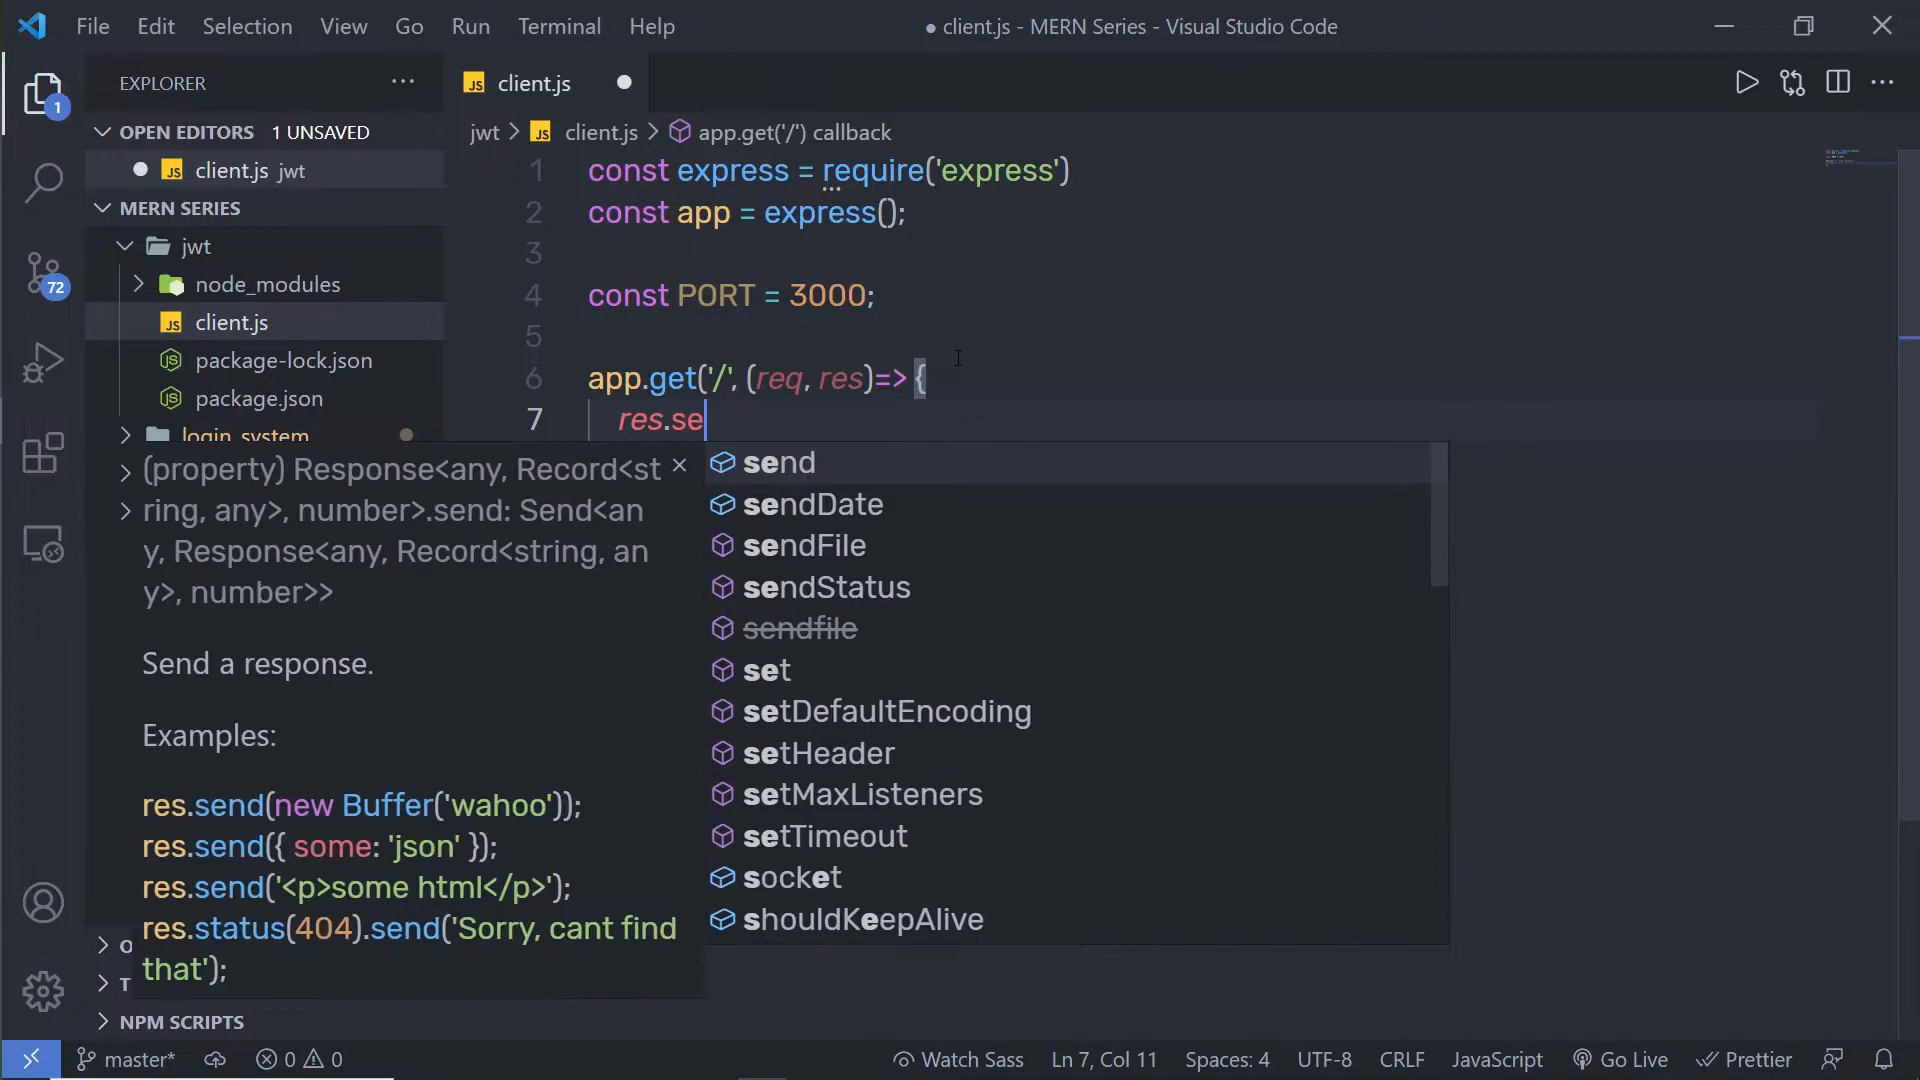 File Edit Selection View Go Run Terminal Help
● client.js - MERN Series - Visual Studio Code
EXPLORER
OPEN EDITORS 1 UNSAVED
client.js jwt
MERN SERIES
jwt
node_modules
client.js
package-lock.json
package.json
login_system
1
72
JS client.js
jwt > JS client.js > app.get('/') callback
1 const express = require('express')
2 const app = express();
3
4 const PORT = 3000;
5
6 app.get('/', (req, res)=> {
7 res.se
(property) Response<any, Record<st
ring, any>, number>.send: Send<an
y, Response<any, Record<string, an
y>, number>>
Send a response.
Examples:
res.send(new Buffer('wahoo'));
res.send({ some: 'json' });
res.send('<p>some html</p>');
res.status(404).send('Sorry, cant find
that');
send
sendDate
sendFile
sendStatus
sendfile
set
setDefaultEncoding
setHeader
setMaxListeners
setTimeout
socket
shouldKeepAlive
O
T
NPM SCRIPTS
master* 0 0 Watch Sass Ln 7, Col 11 Spaces: 4 UTF-8 CRLF JavaScript Go Live Prettier